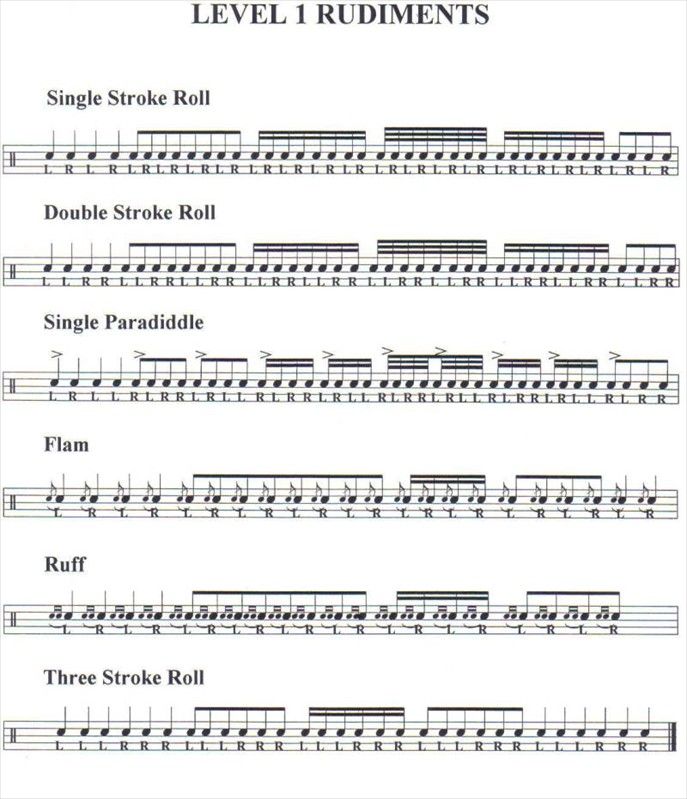 LEVEL 1 RUDIMENTS
Single Stroke Roll
L R L R L R L R L R L R L R L R L R L R L R L R L R L R L R L R L R L R L R L R
Double Stroke Roll
L L R R L L R R L L R R L L R R L L R R L L R R L L R R L L R R L L R R L L R R
Single Paradiddle
L R L L R L R R L R L L R L R R L R L L R L R R L R L L R L R R L R L L R L R R
Flam
L R L R L R L R L R L R L R L R L R L R L R
Ruff
L R L R L R L R L R L R L R L R L R L R
Three Stroke Roll
L L L R R R L L L R R R L L L R R R L L L R R R L L L R R R